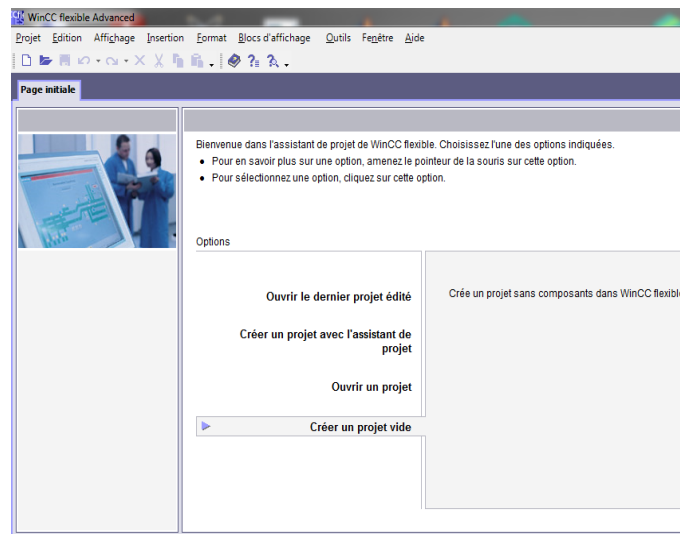 WinCC flexible Advanced
Projet Edition Affichage Insertion Format Blocs d'affichage Outils Fenêtre Aide
Page initiale
Bienvenue dans l'assistant de projet de WinCC flexible. Choisissez l'une des options indiquées.
• Pour en savoir plus sur une option, amenez le pointeur de la souris sur cette option.
• Pour sélectionnez une option, cliquez sur cette option.
Options
Ouvrir le dernier projet édité
Crée un projet sans composants dans WinCC flexible
Créer un projet avec l'assistant de
projet
Ouvrir un projet
Créer un projet vide